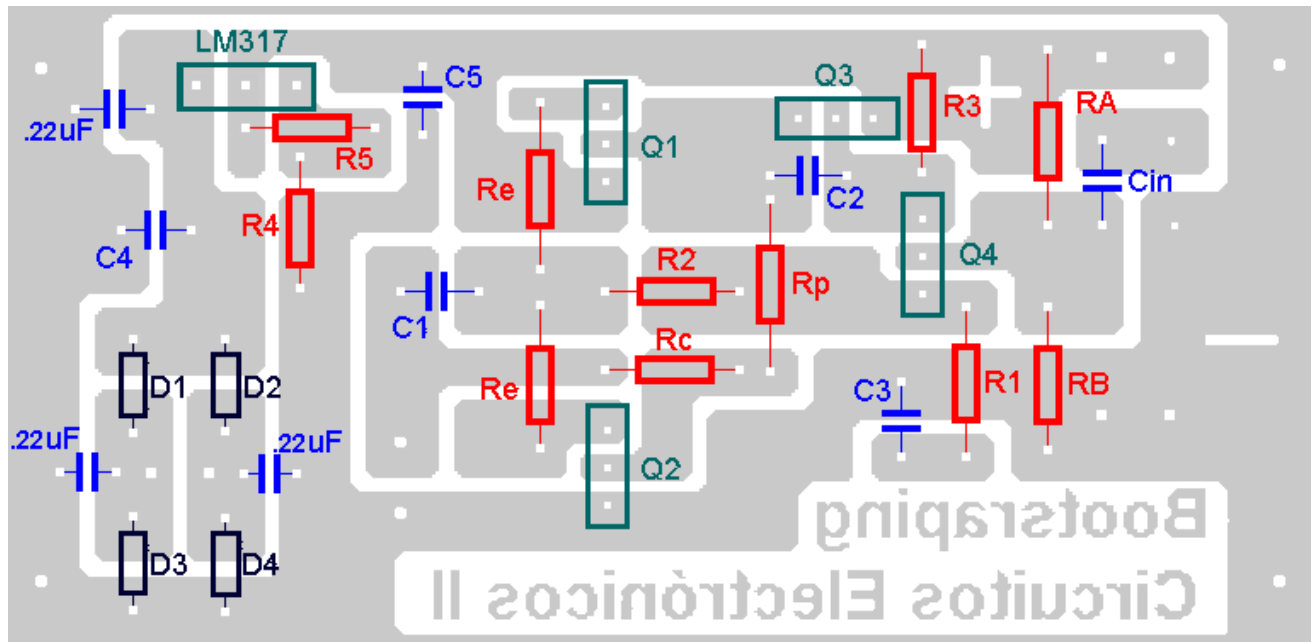 LM317
C5
Q3
R3
RA
.22uF
R5
Q1
Re
C2
Cin
R4
C4
R2
Rp
Q4
C1
Rc
D1
D2
Re
C3
R1
RB
.22uF
.22uF
Q2
Bootsraping
D3
D4
Circuitos Electrónicos II